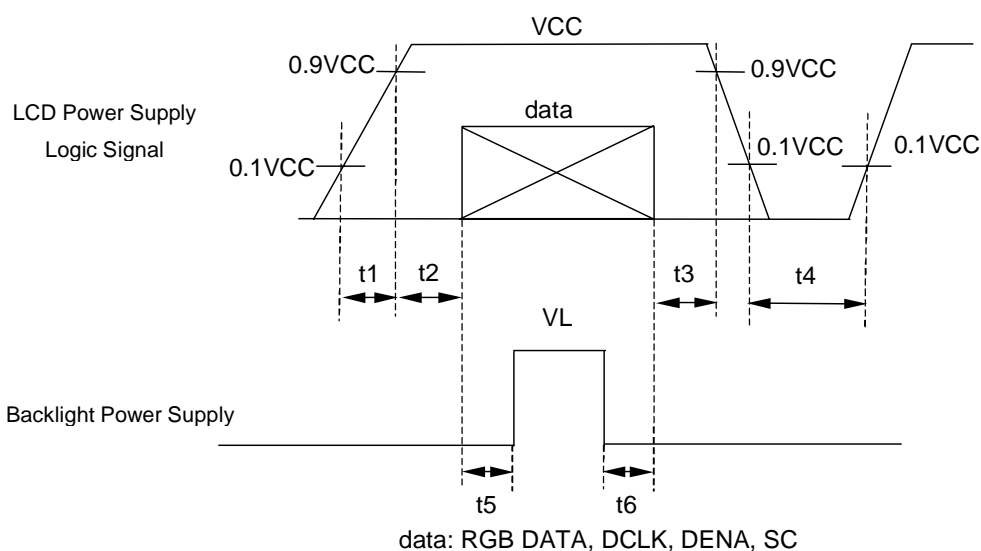 VCC
0.9VCC
0.9VCC
LCD Power Supply
Logic Signal
data
0.1VCC
0.1VCC
0.1VCC
t1
t2
t3
t4
VL
Backlight Power Supply
t5
t6
data: RGB DATA, DCLK, DENA, SC